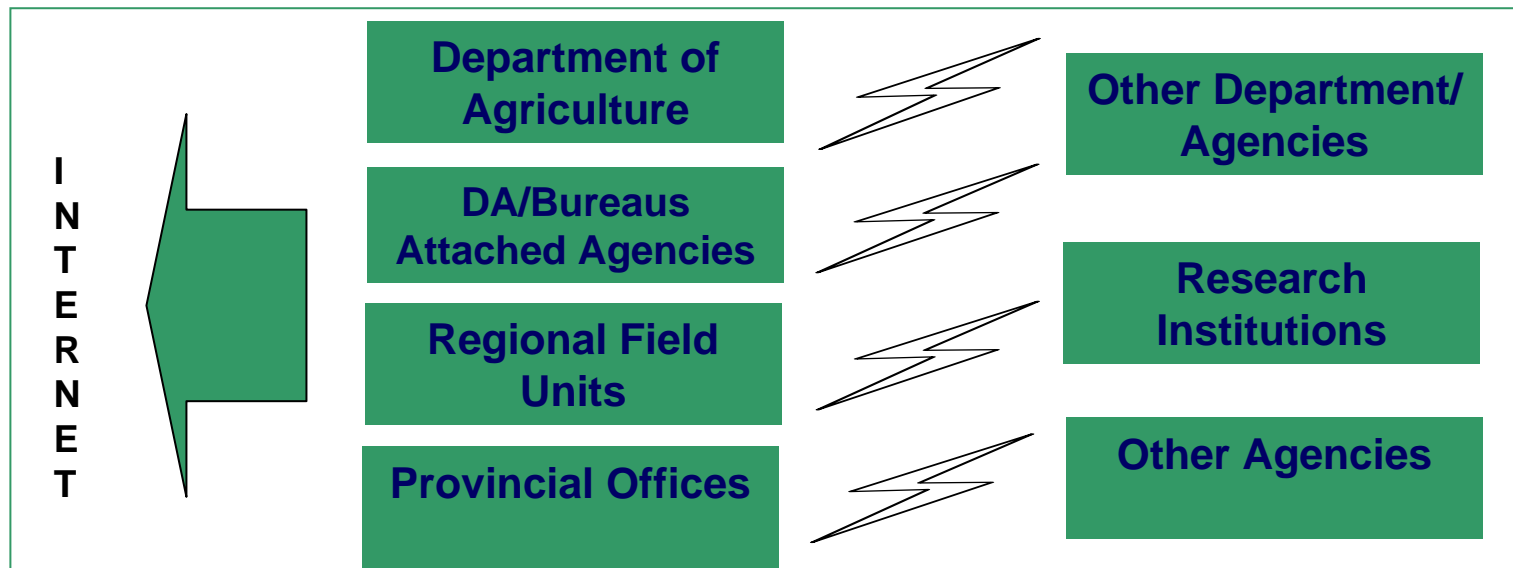 INTERNET
Department of
Agriculture
DA/Bureaus
Attached Agencies
Regional Field
Units
Provincial Offices
Other Department/
Agencies
Research
Institutions
Other Agencies